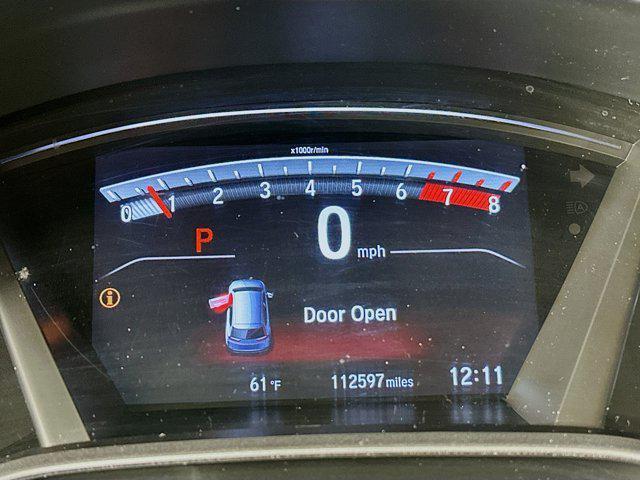 x1000r/min
0 1 2 3 4 5 6 7 8
P 0 mph
Door Open
61 °F 112597 miles 12:11